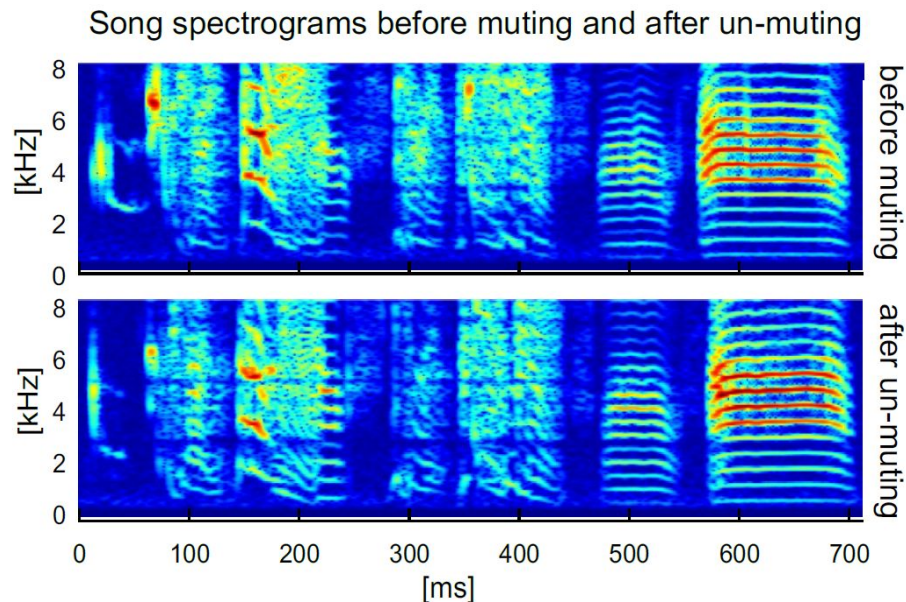 Song spectrograms before muting and after un-muting
8
6
4
2
0
[kHz]
before muting
8
6
4
2
0
[kHz]
after un-muting
0 100 200 300 400 500 600 700
[ms]